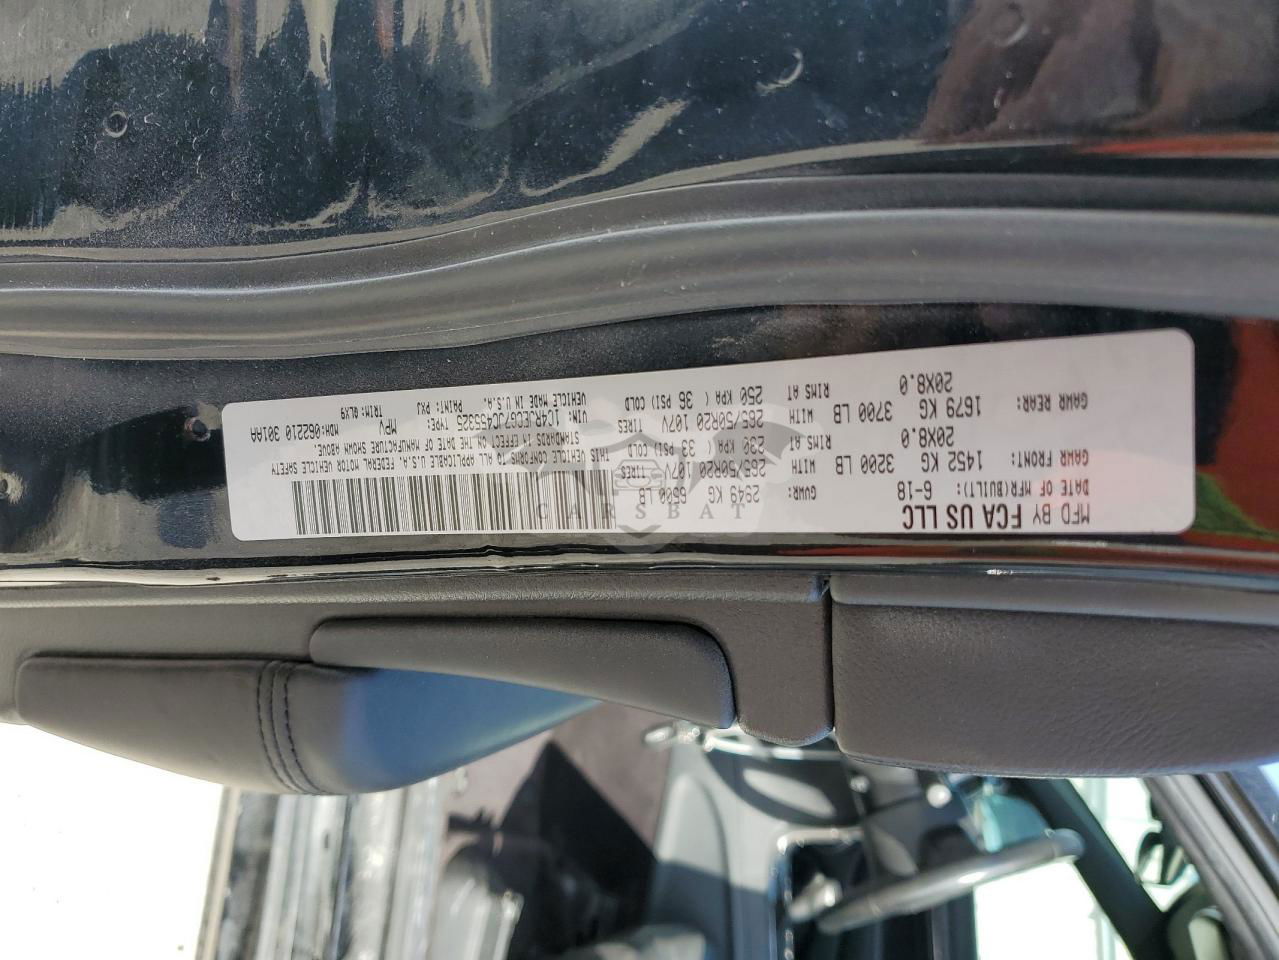 MFD BY FCA US LLC
DATE OF MFR(BUILT): 6-18
GVWR: 2949 KG 6500 LB
GAWR FRONT: 1452 KG 3200 LB
WITH 265/50R20 107V TIRES
20X8.0 RIMS AT 230 KPA ( 33 PSI) COLD
GAWR REAR: 1679 KG 3700 LB
WITH 265/50R20 107V TIRES
20X8.0 RIMS AT 250 KPA ( 36 PSI) COLD
THIS VEHICLE CONFORMS TO ALL APPLICABLE U.S.A. FEDERAL MOTOR VEHICLE SAFETY
STANDARDS IN EFFECT ON THE DATE OF MANUFACTURE SHOWN ABOVE.
VIN: TYPE: MPV MDH: 062210 301AA
VEHICLE MADE IN U.S.A. PAINT: PXJ TRIM: QLX9
CARSBAT